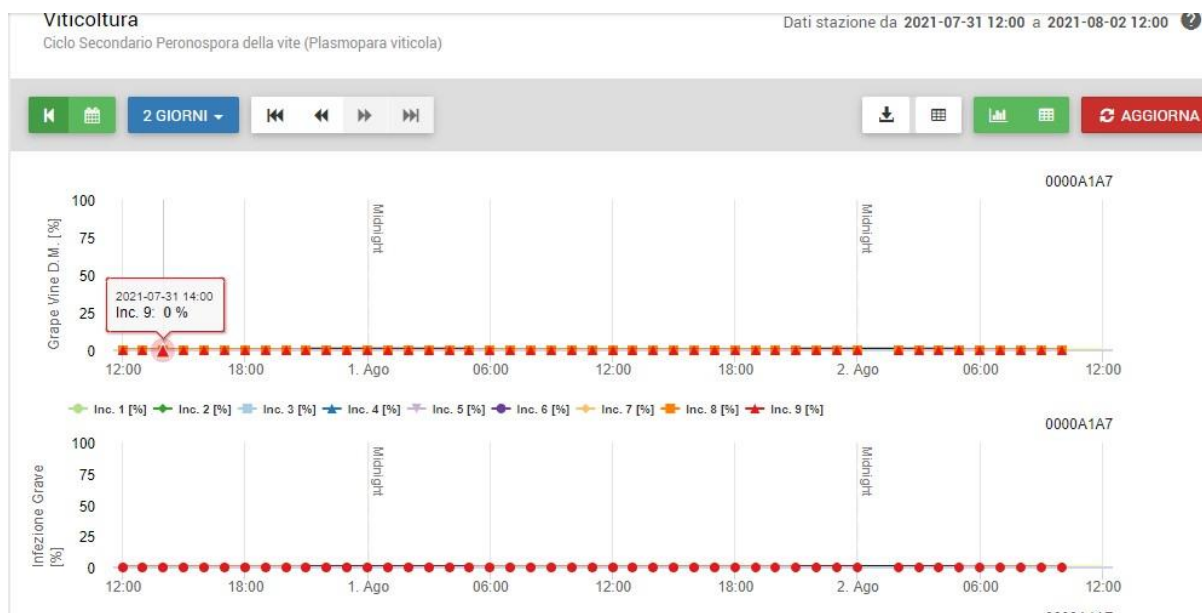 Viticoltura
Dati stazione da 2021-07-31 12:00 a 2021-08-02 12:00 ?
Ciclo Secondario Peronospora della vite (Plasmopara viticola)
2 GIORNI
AGGIORNA
0000A1A7
Grape Vine D.M. [%]
100
75
50
25
0
Midnight
Midnight
2021-07-31 14:00
Inc. 9: 0 %
12:00 18:00 1. Ago 06:00 12:00 18:00 2. Ago 06:00 12:00
Inc. 1 [%] Inc. 2 [%] Inc. 3 [%] Inc. 4 [%] Inc. 5 [%] Inc. 6 [%] Inc. 7 [%] Inc. 8 [%] Inc. 9 [%]
0000A1A7
Infezione Grave
[%]
100
75
50
25
0
Midnight
Midnight
12:00 18:00 1. Ago 06:00 12:00 18:00 2. Ago 06:00 12:00